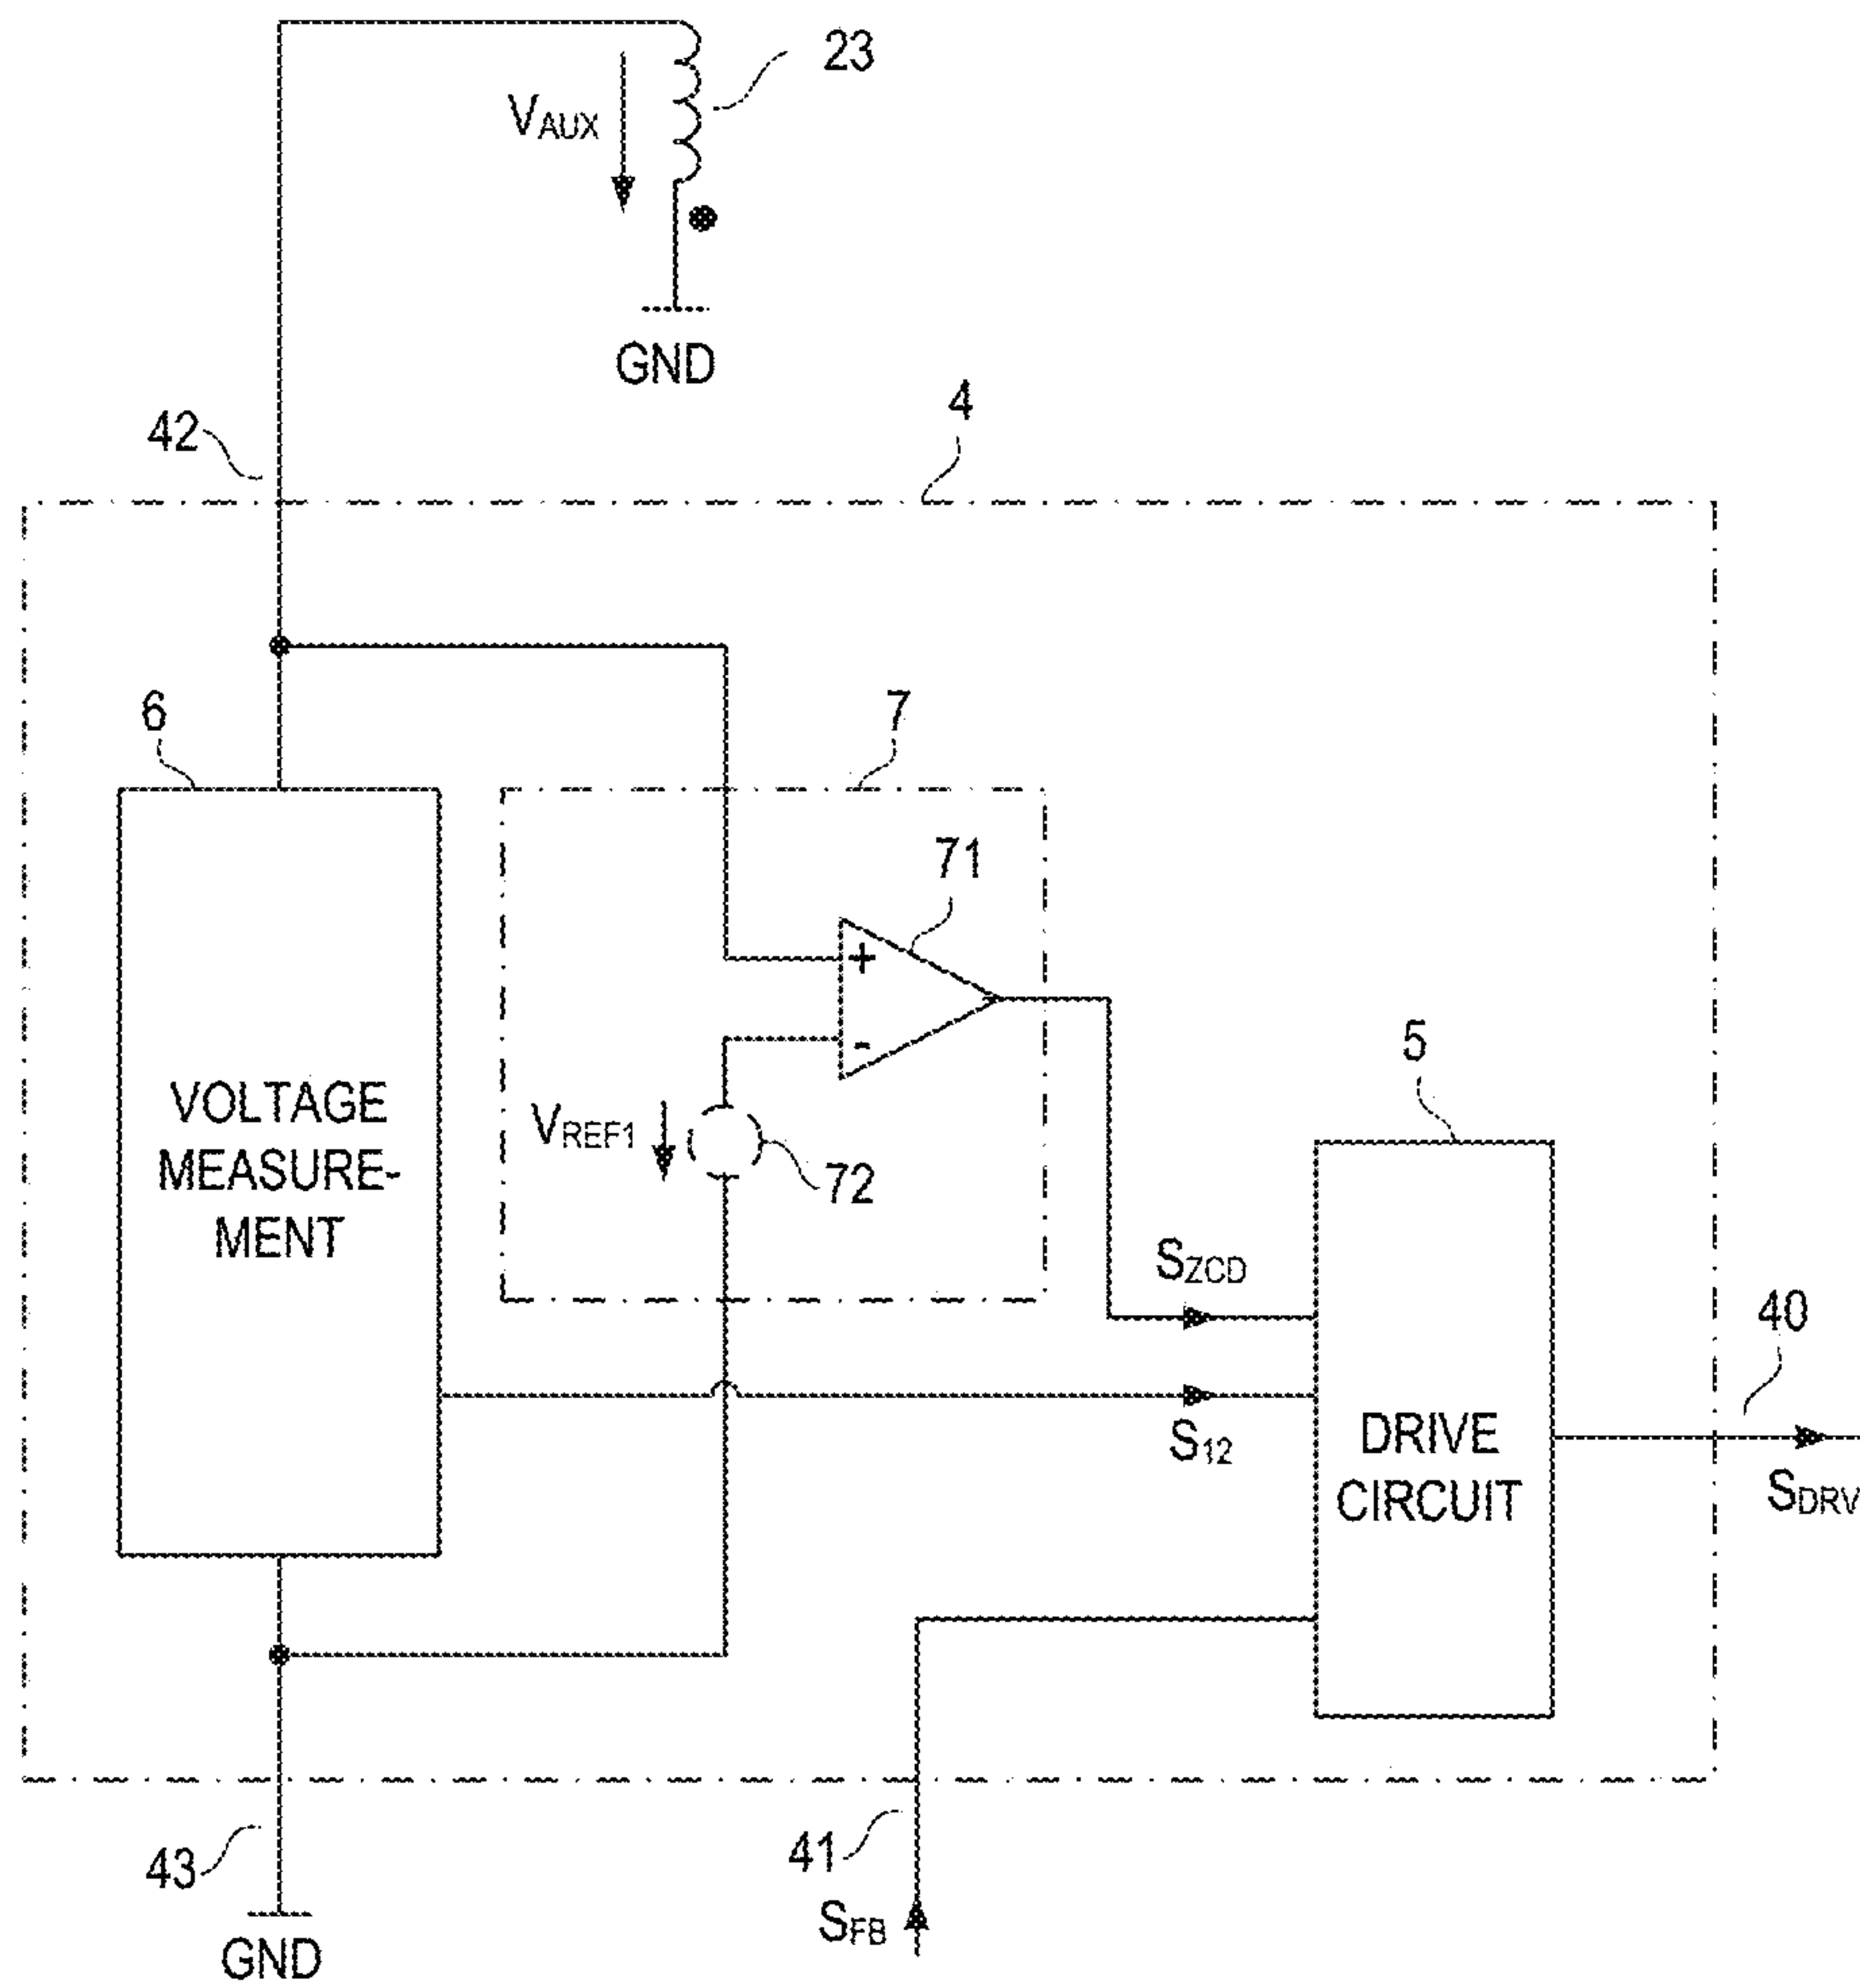 23
VAUX
GND
4
42
6
7
71
+
-
VOLTAGE
MEASURE-
MENT
VREF1
72
5
SZCD
40
S12
DRIVE
CIRCUIT
SDRV
43
41
SFB
GND